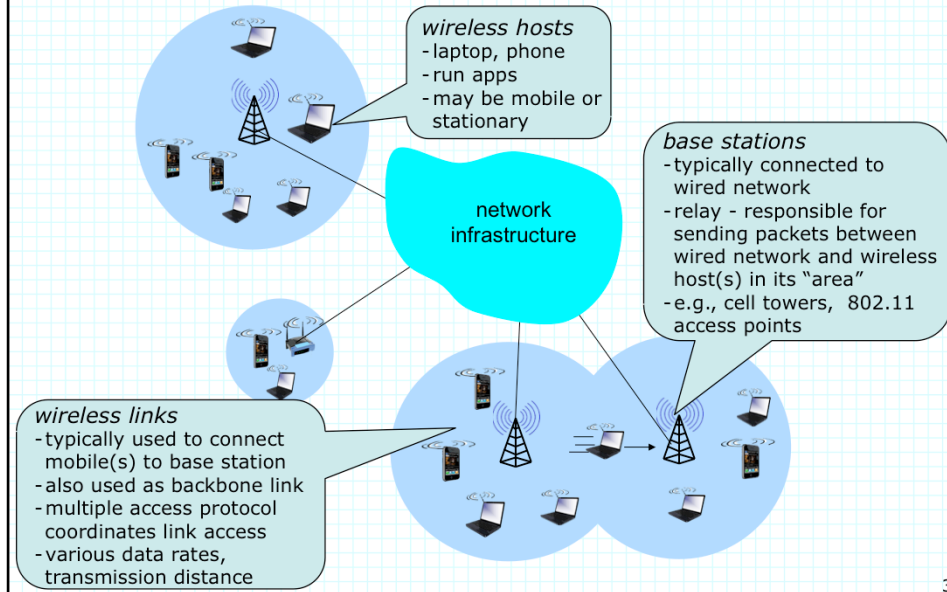 wireless hosts
-laptop, phone
-run apps
-may be mobile or
stationary
network
infrastructure
base stations
-typically connected to
wired network
-relay - responsible for
sending packets between
wired network and wireless
host(s) in its “area”
-e.g., cell towers, 802.11
access points
wireless links
-typically used to connect
mobile(s) to base station
-also used as backbone link
-multiple access protocol
coordinates link access
-various data rates,
transmission distance